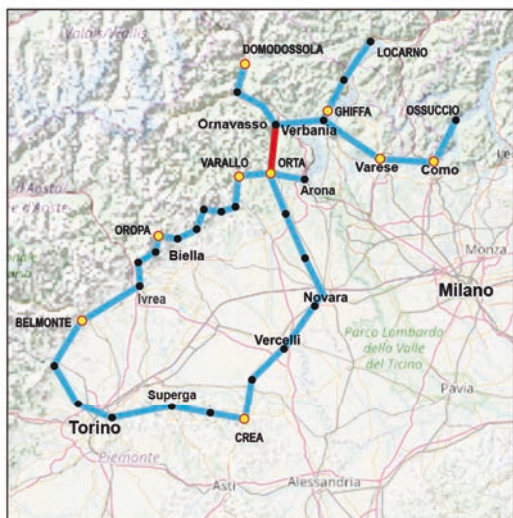 Valais/Wallis
DOMODOSSOLA
LOCARNO
GHIFFA
OSSUCCIO
Ornavasso
Verbania
VARALLO
ORTA
Varese
Como
Arona
OROPA
Biella
Monza
Ivrea
Novara
Milano
BELMONTE
Vercelli
Parco Lombardo
della Valle
del Ticino
Pavia
Superga
Torino
CREA
Piemonte
Asti
Alessandria